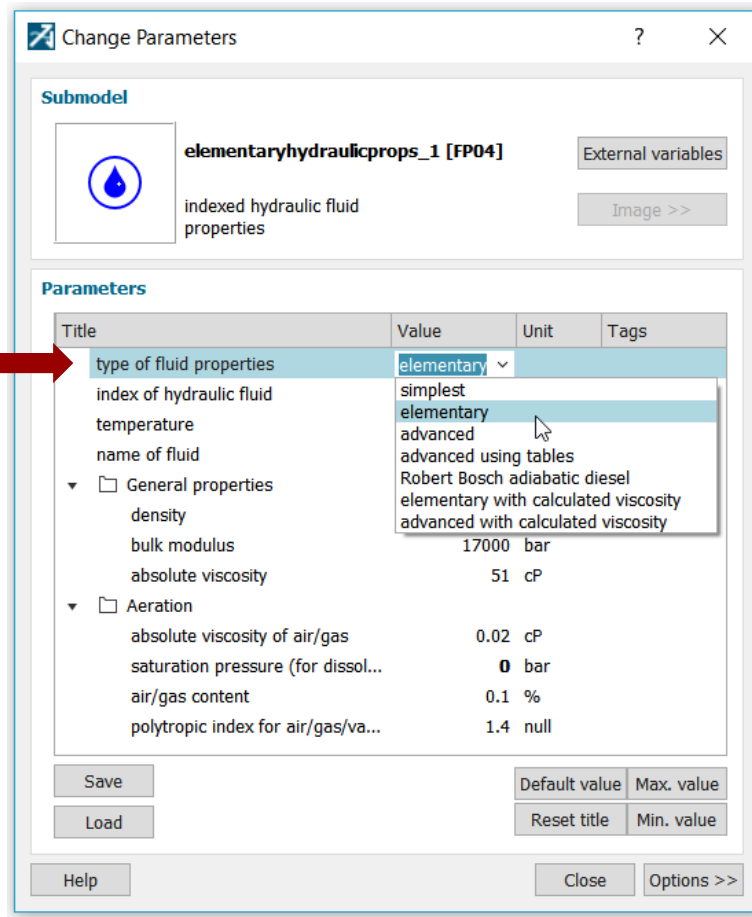 Change Parameters ? ×
Submodel
elementaryhydraulicprops_1 [FP04]
External variables
indexed hydraulic fluid
properties
Image >>
Parameters
Title Value Unit Tags
type of fluid properties elementary
index of hydraulic fluid
temperature
name of fluid
simplest
elementary
advanced
advanced using tables
Robert Bosch adiabatic diesel
elementary with calculated viscosity
advanced with calculated viscosity
General properties
density
bulk modulus 17000 bar
absolute viscosity 51 cP
Aeration
absolute viscosity of air/gas 0.02 cP
saturation pressure (for dissol... 0 bar
air/gas content 0.1 %
polytropic index for air/gas/va... 1.4 null
Save Default value Max. value
Load Reset title Min. value
Help Close Options >>